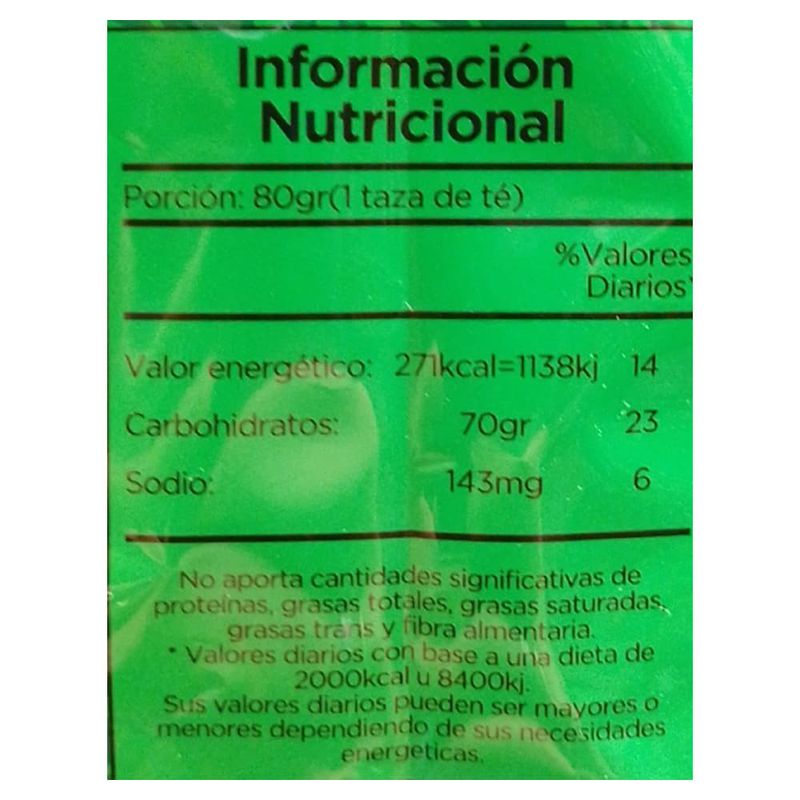 Información
Nutricional
Porción: 80gr(1 taza de té)
%Valores
Diarios*
Valor energético: 271kcal=1138kj 14
Carbohidratos: 70gr 23
Sodio: 143mg 6
No aporta cantidades significativas de
proteínas, grasas totales, grasas saturadas,
grasas trans y fibra almentaria.
* Valores diarios con base a una dieta de
2000kcal u 8400kj.
Sus valores diarios pueden ser mayores o
menores dependiendo de sus necesidades
energeticas.